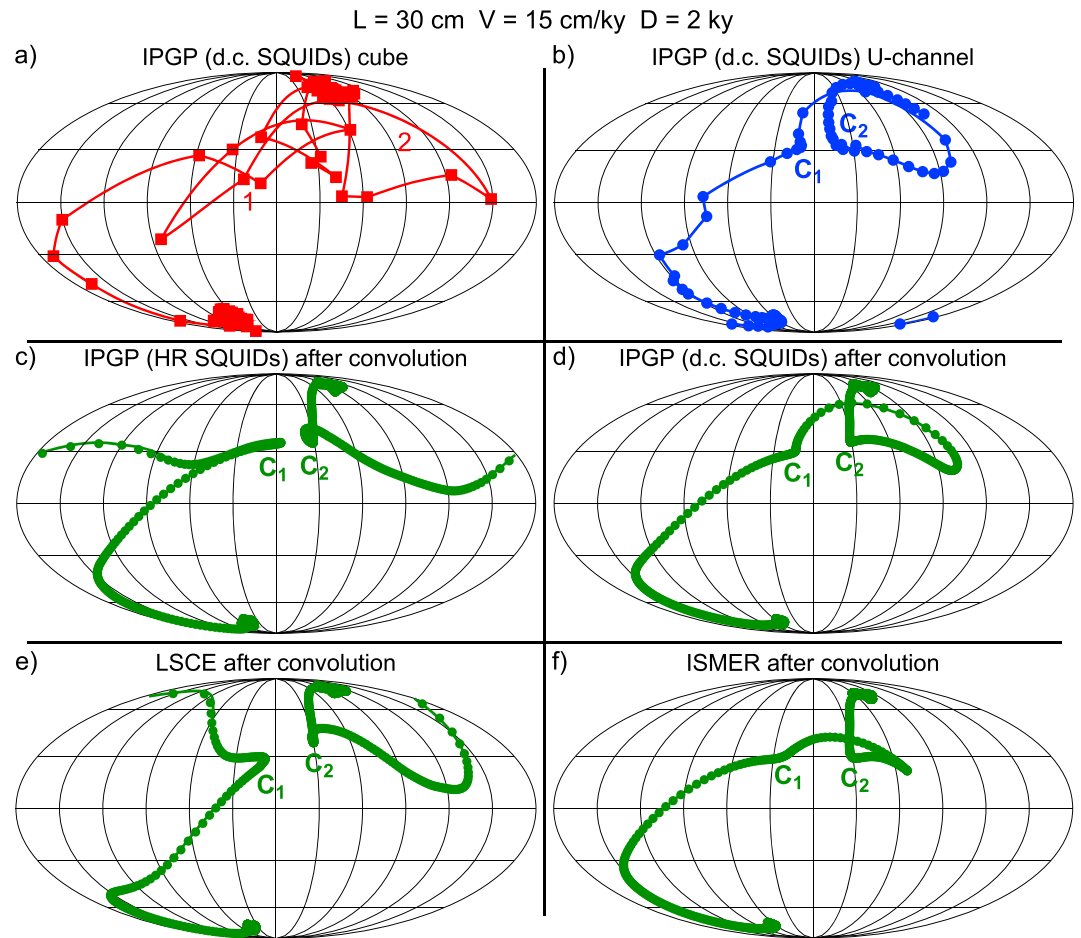 L = 30 cm V = 15 cm/ky D = 2 ky
a) IPGP (d.c. SQUIDs) cube
2
1
b) IPGP (d.c. SQUIDs) U-channel
C2
C1
c) IPGP (HR SQUIDs) after convolution
C1 C2
d) IPGP (d.c. SQUIDs) after convolution
C1 C2
e) LSCE after convolution
C2
C1
f) ISMER after convolution
C1 C2